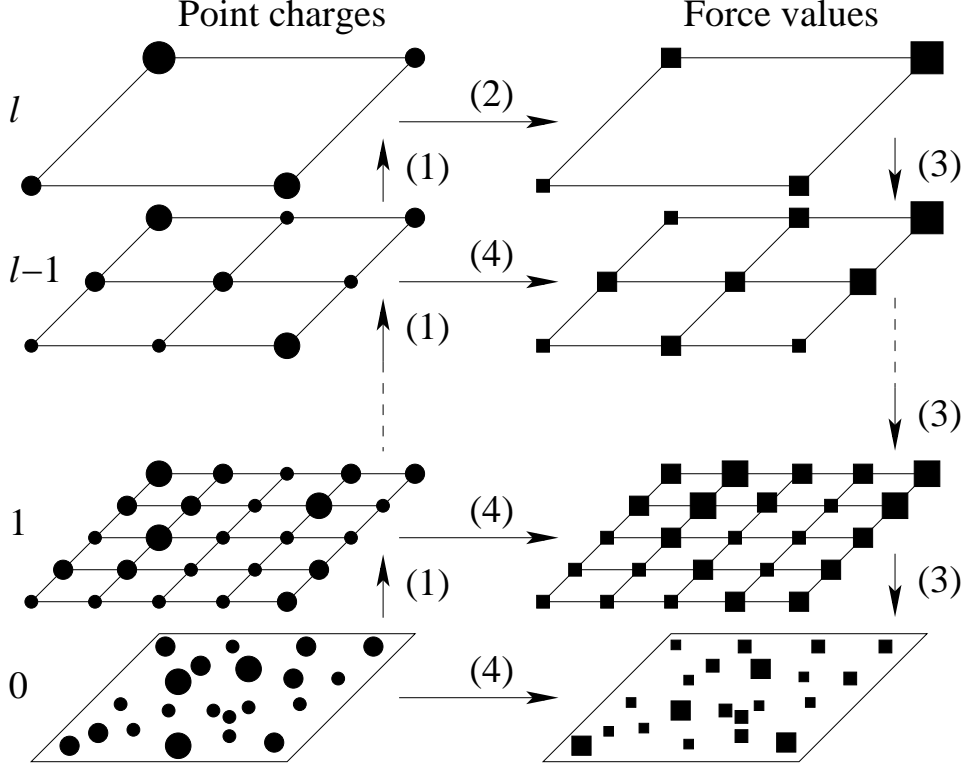 Point charges Force values
l (2)
(1) (3)
l−1 (4)
(1)
(3)
1 (4)
(1) (3)
0 (4)